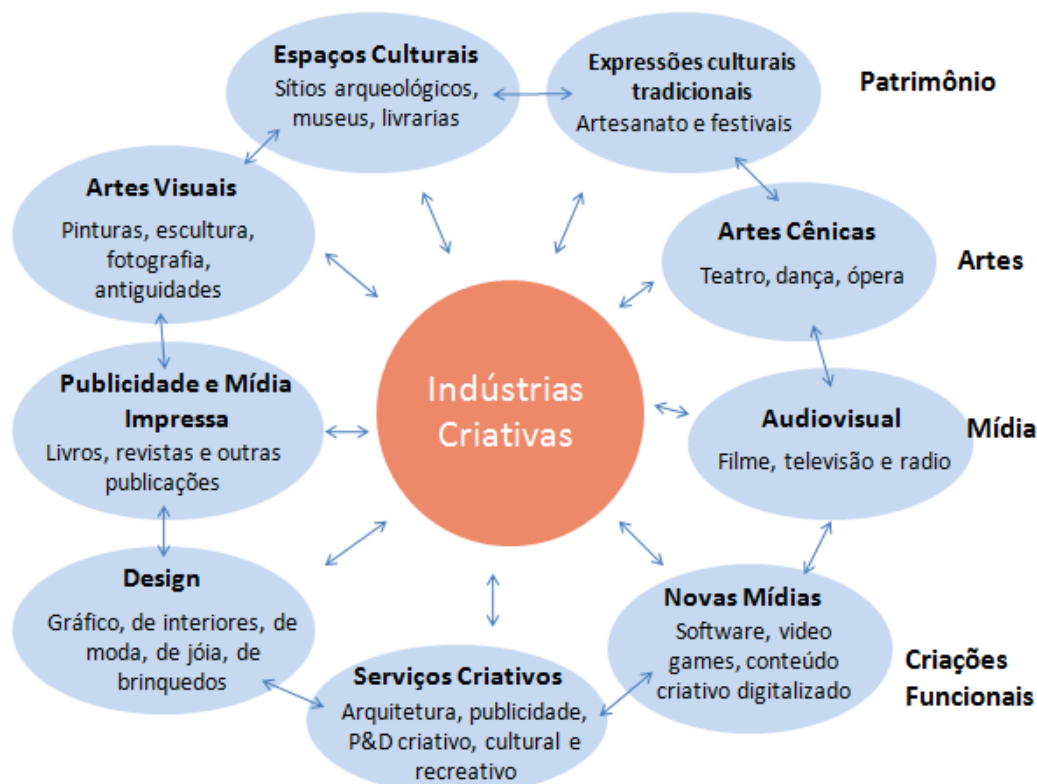 Espaços Culturais
Sítios arqueológicos,
museus, livrarias
Expressões culturais
tradicionais
Artesanato e festivais
Patrimônio
Artes Visuais
Pinturas, escultura,
fotografia,
antiguidades
Artes Cênicas
Teatro, dança, ópera
Artes
Indústrias
Criativas
Publicidade e Mídia
Impressa
Livros, revistas e outras
publicações
Audiovisual
Filme, televisão e radio
Mídia
Design
Gráfico, de interiores, de
moda, de jóia, de
brinquedos
Serviços Criativos
Arquitetura, publicidade,
P&D criativo, cultural e
recreativo
Novas Mídias
Software, video
games, conteúdo
criativo digitalizado
Criações
Funcionais